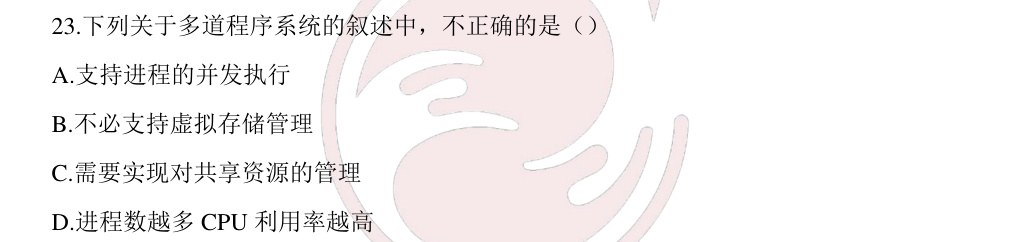 23.下列关于多道程序系统的叙述中，不正确的是（）
A.支持进程的并发执行
B.不必支持虚拟存储管理
C.需要实现对共享资源的管理
D.进程数越多 CPU 利用率越高